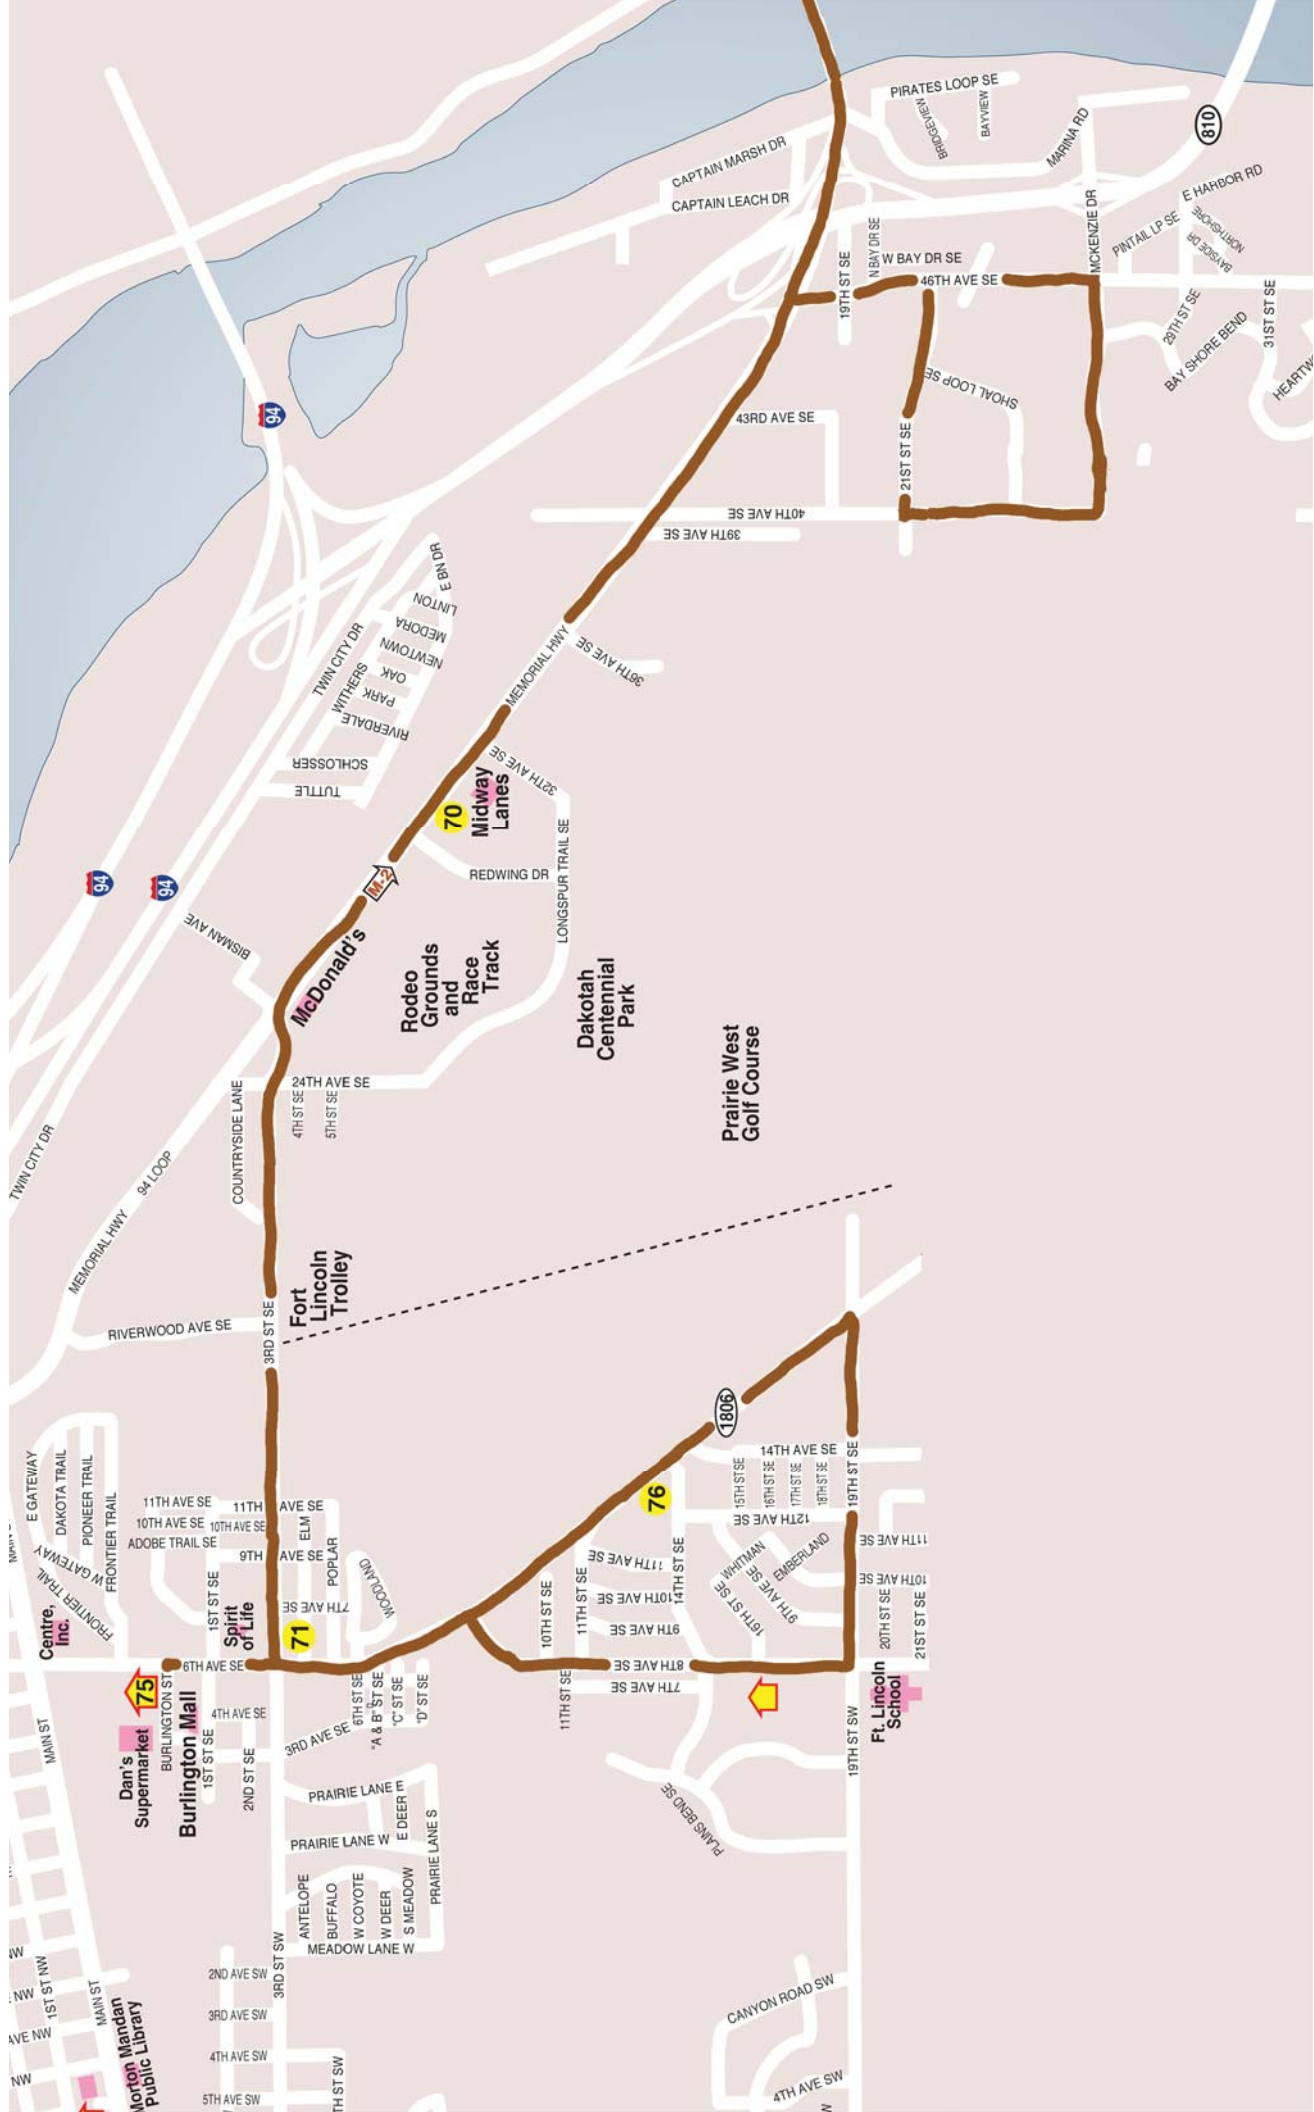 PIRATES LOOP SE
BRIDGEVIEW
BAYVIEW
MARINA RD
810
CAPTAIN MARSH DR
CAPTAIN LEACH DR
MCKENZIE DR
E HARBOR RD
PINTAIL LP SE
NORTHSHORE
BAYSIDE DR
19TH ST SE
N BAY DR SE
W BAY DR SE
46TH AVE SE
29TH ST SE
BAY SHORE BEND
31ST ST SE
SHOAL LOOP SE
43RD AVE SE
21ST ST SE
94
40TH AVE SE
39TH AVE SE
E BN DR
LINTON
MEDORA
NEWTOWN
OAK
PARK
RIVERDALE
WITHERS
TWIN CITY DR
SCHLOSSER
TUTTLE
MEMORIAL HWY
36TH AVE SE
32TH AVE SE
70
Midway
Lanes
M-2
REDWING DR
LONGSPUR TRAIL SE
94
94
BISMAN AVE
McDonald's
Rodeo
Grounds
and
Race
Track
Dakotah
Centennial
Park
Prairie West
Golf Course
24TH AVE SE
4TH ST SE
5TH ST SE
COUNTRYSIDE LANE
TWIN CITY DR
94 LOOP
MEMORIAL HWY
RIVERWOOD AVE SE
3RD ST SE
Fort
Lincoln
Trolley
1806
E GATEWAY
DAKOTA TRAIL
PIONEER TRAIL
FRONTIER TRAIL
W GATEWAY
FRONTIER TRAIL
11TH AVE SE
10TH AVE SE
ADOBE TRAIL SE
11TH AVE SE
10TH AVE SE
9TH AVE SE
ELM
POPLAR
WOODLAND
7TH AVE SE
1ST ST SE
Spirit
of Life
71
Centre,
Inc.
75
6TH AVE SE
BURLINGTON ST
Dan's
Supermarket
Burlington Mall
MAIN ST
1ST ST SE
4TH AVE SE
2ND ST SE
3RD AVE SE
6TH ST SE
"A & B" ST SE
"C" ST SE
"D" ST SE
76
14TH AVE SE
15TH ST SE
16TH ST SE
17TH ST SE
18TH ST SE
19TH ST SE
12TH AVE SE
WHITMAN
EMBERLAND
16TH ST SE
9TH AVE SE
14TH ST SE
11TH AVE SE
10TH AVE SE
9TH AVE SE
8TH AVE SE
7TH AVE SE
10TH ST SE
11TH ST SE
11TH ST SE
11TH AVE SE
10TH AVE SE
20TH ST SE
21ST ST SE
Ft. Lincoln
School
19TH ST SW
PLAINS BEND SE
PRAIRIE LANE E
PRAIRIE LANE W
E DEER
PRAIRIE LANE S
ANTELOPE
BUFFALO
W COYOTE
W DEER
S MEADOW
MEADOW LANE W
3RD ST SW
2ND AVE SW
3RD AVE SW
4TH AVE SW
5TH AVE SW
TH ST SW
1ST ST NW
MAIN ST
AVE NW
NW
NW
NW
Morton Mandan
Public Library
CANYON ROAD SW
4TH AVE SW